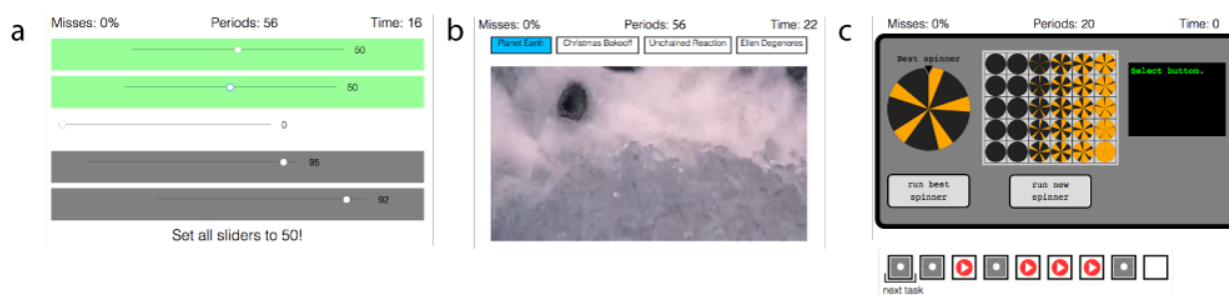 a
Misses: 0% Periods: 56 Time: 16
50
50
0
95
92
Set all sliders to 50!
b
Misses: 0% Periods: 56 Time: 22
Planet Earth Christmas Bakeoff Unchained Reaction Ellen Degeneres
c
Misses: 0% Periods: 20 Time: 0
Best spinner
Select button.
run best
spinner
run new
spinner
next task